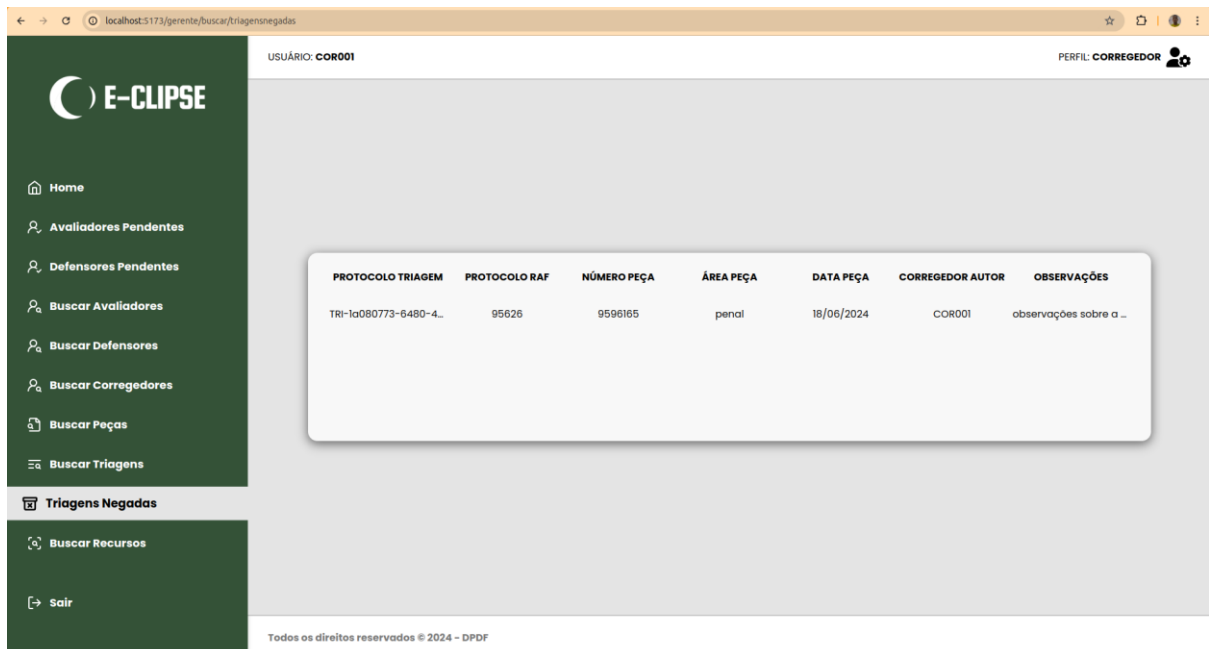 localhost:5173/gerente/buscar/triagensnegadas
USUÁRIO: COR001
PERFIL: CORREGEDOR
E-CLIPSE
Home
Avaliadores Pendentes
Defensores Pendentes
Buscar Avaliadores
Buscar Defensores
Buscar Corregedores
Buscar Peças
Buscar Triagens
Triagens Negadas
Buscar Recursos
Sair
PROTOCOLO TRIAGEM PROTOCOLO RAF NÚMERO PEÇA ÁREA PEÇA DATA PEÇA CORREGEDOR AUTOR OBSERVAÇÕES
TRI-1a080773-6480-4... 95626 9596165 penal 18/06/2024 COR001 observações sobre a ...
Todos os direitos reservados © 2024 - DPDF